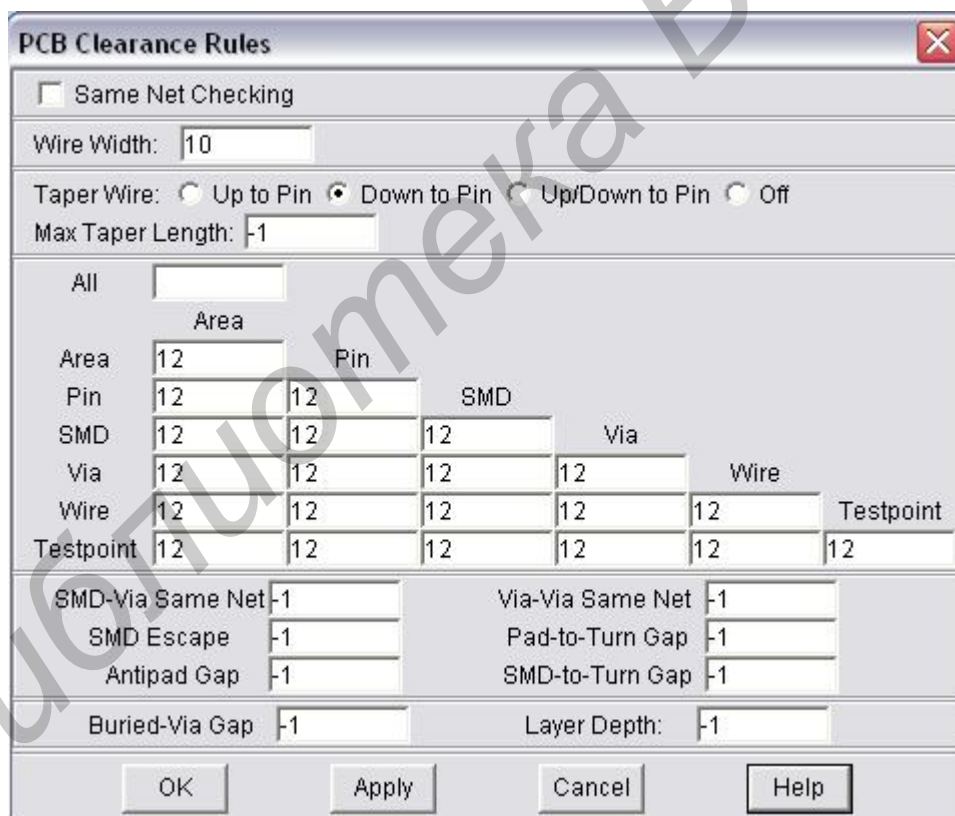 PCB Clearance Rules
Same Net Checking
Wire Width: 10
Taper Wire: Up to Pin Down to Pin Up/Down to Pin Off
Max Taper Length: -1
All
Area
Area 12 Pin
Pin 12 12 SMD
SMD 12 12 12 Via
Via 12 12 12 12 Wire
Wire 12 12 12 12 12 Testpoint
Testpoint 12 12 12 12 12 12
SMD-Via Same Net -1 Via-Via Same Net -1
SMD Escape -1 Pad-to-Turn Gap -1
Antipad Gap -1 SMD-to-Turn Gap -1
Buried-Via Gap -1 Layer Depth: -1
OK Apply Cancel Help